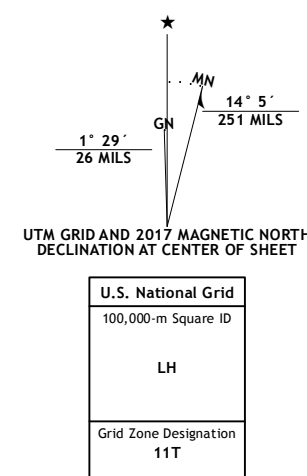 ★
MN
GN
14° 5´
251 MILS
1° 29´
26 MILS
UTM GRID AND 2017 MAGNETIC NORTH
DECLINATION AT CENTER OF SHEET
U.S. National Grid
100,000-m Square ID
LH
Grid Zone Designation
11T